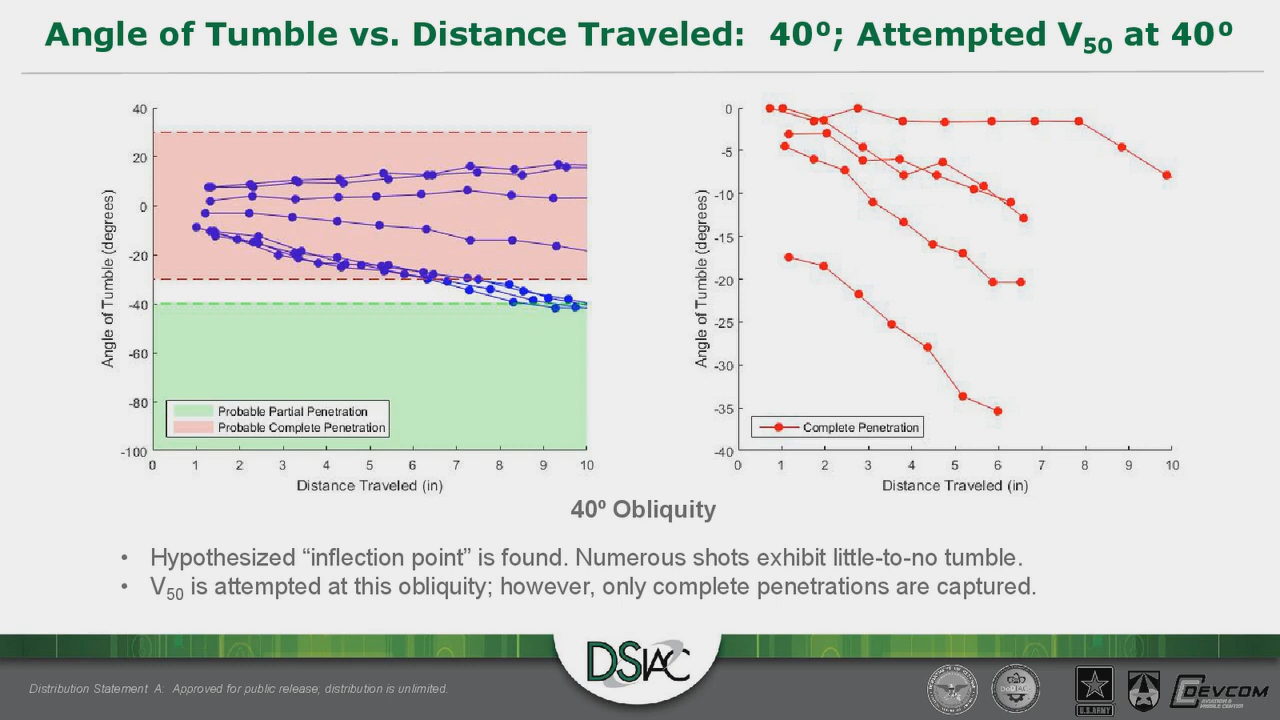 Angle of Tumble vs. Distance Traveled: 40º; Attempted V50 at 40º
40
20
0
-20
-40
-60
-80
-100
Angle of Tumble (degrees)
Probable Partial Penetration
Probable Complete Penetration
0 1 2 3 4 5 6 7 8 9 10
Distance Traveled (in)
0
-5
-10
-15
-20
-25
-30
-35
-40
Angle of Tumble (degrees)
Complete Penetration
0 1 2 3 4 5 6 7 8 9 10
Distance Traveled (in)
40º Obliquity
• Hypothesized “inflection point” is found. Numerous shots exhibit little-to-no tumble.
• V50 is attempted at this obliquity; however, only complete penetrations are captured.
DSIAC
Distribution Statement A: Approved for public release; distribution is unlimited.
U.S.ARMY
DEVCOM
AVIATION &
MISSILE CENTER